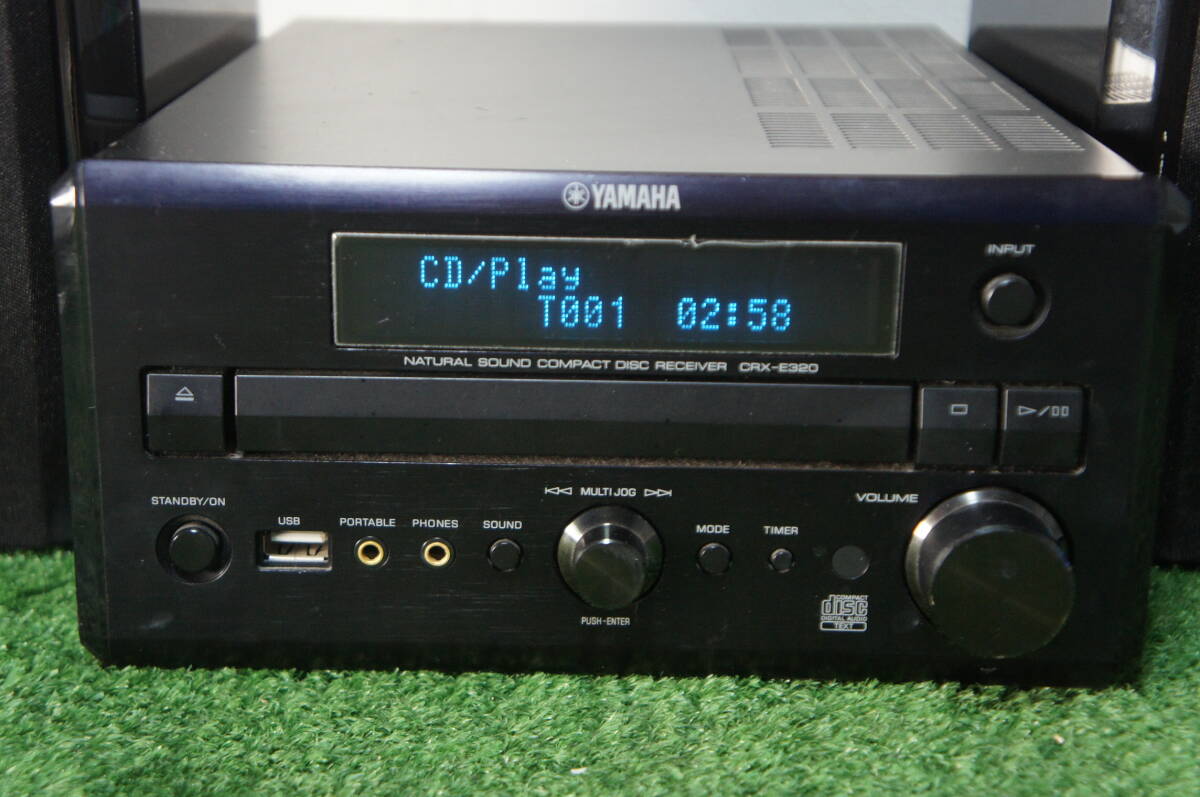 YAMAHA
CD/Play
T001 02:58
INPUT
NATURAL SOUND COMPACT DISC RECEIVER CRX-E320
STANDBY/ON
USB
PORTABLE
PHONES
SOUND
MULTI JOG
PUSH-ENTER
MODE
TIMER
VOLUME
COMPACT
disc
DIGITAL AUDIO
TEXT